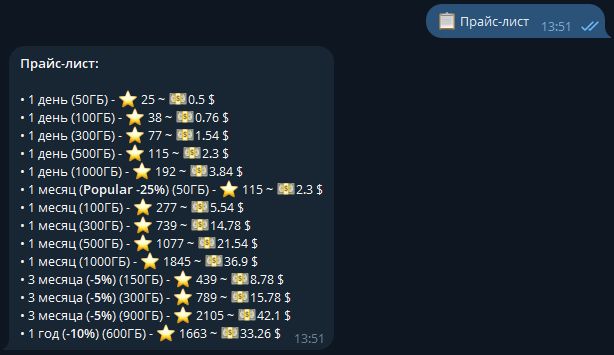 📋 Прайс-лист 13:51
Прайс-лист:
• 1 день (50ГБ) - ⭐ 25 ~ 💵0.5 $
• 1 день (100ГБ) - ⭐ 38 ~ 💵0.76 $
• 1 день (300ГБ) - ⭐ 77 ~ 💵1.54 $
• 1 день (500ГБ) - ⭐ 115 ~ 💵2.3 $
• 1 день (1000ГБ) - ⭐ 192 ~ 💵3.84 $
• 1 месяц (Popular -25%) (50ГБ) - ⭐ 115 ~ 💵2.3 $
• 1 месяц (100ГБ) - ⭐ 277 ~ 💵5.54 $
• 1 месяц (300ГБ) - ⭐ 739 ~ 💵14.78 $
• 1 месяц (500ГБ) - ⭐ 1077 ~ 💵21.54 $
• 1 месяц (1000ГБ) - ⭐ 1845 ~ 💵36.9 $
• 3 месяца (-5%) (150ГБ) - ⭐ 439 ~ 💵8.78 $
• 3 месяца (-5%) (300ГБ) - ⭐ 789 ~ 💵15.78 $
• 3 месяца (-5%) (900ГБ) - ⭐ 2105 ~ 💵42.1 $
• 1 год (-10%) (600ГБ) - ⭐ 1663 ~ 💵33.26 $ 13:51